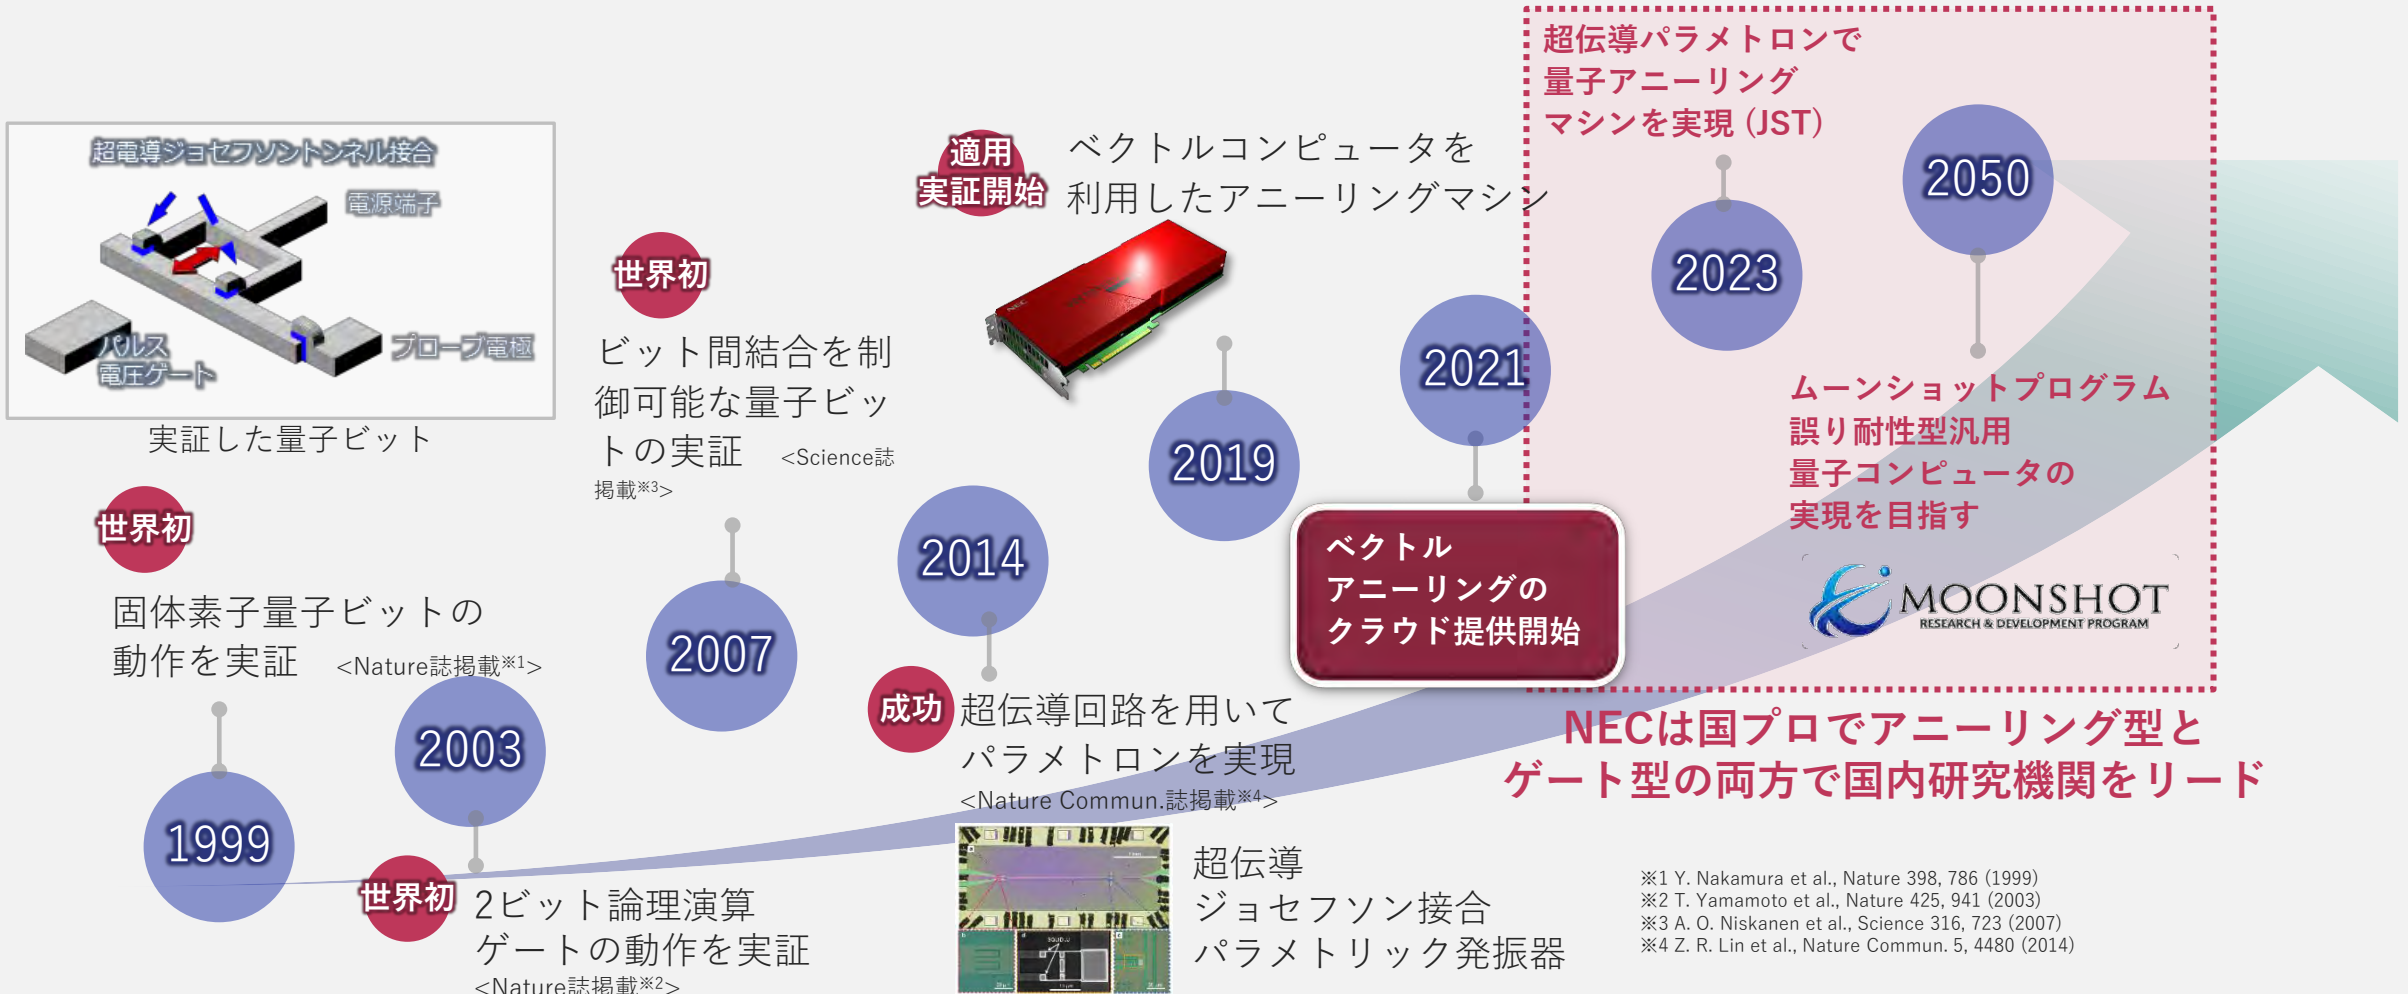 超電導ジョセフソントンネル接合
電源端子
パルス
電圧ゲート
プローブ電極
実証した量子ビット
世界初
固体素子量子ビットの
動作を実証 <Nature誌掲載※1>
1999
2003
世界初
2ビット論理演算
ゲートの動作を実証
<Nature誌掲載※2>
世界初
ビット間結合を制
御可能な量子ビッ
トの実証 <Science誌
掲載※3>
2007
2014
成功
超伝導回路を用いて
パラメトロンを実現
<Nature Commun.誌掲載※4>
超伝導
ジョセフソン接合
パラメトリック発振器
適用
実証開始
ベクトルコンピュータを
利用したアニーリングマシン
NEC
2019
2021
ベクトル
アニーリングの
クラウド提供開始
超伝導パラメトロンで
量子アニーリング
マシンを実現 (JST)
2023
2050
ムーンショットプログラム
誤り耐性型汎用
量子コンピュータの
実現を目指す
MOONSHOT
RESEARCH & DEVELOPMENT PROGRAM
NECは国プロでアニーリング型と
ゲート型の両方で国内研究機関をリード
※1 Y. Nakamura et al., Nature 398, 786 (1999)
※2 T. Yamamoto et al., Nature 425, 941 (2003)
※3 A. O. Niskanen et al., Science 316, 723 (2007)
※4 Z. R. Lin et al., Nature Commun. 5, 4480 (2014)